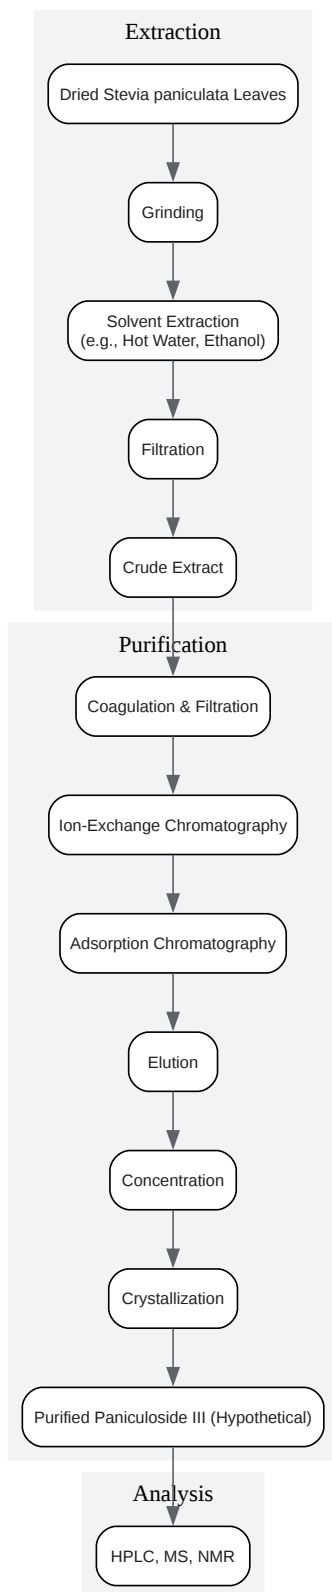 Extraction
Dried Stevia paniculata Leaves
Grinding
Solvent Extraction
(e.g., Hot Water, Ethanol)
Filtration
Crude Extract
Purification
Coagulation & Filtration
Ion-Exchange Chromatography
Adsorption Chromatography
Elution
Concentration
Crystallization
Purified Paniculoside III (Hypothetical)
Analysis
HPLC, MS, NMR